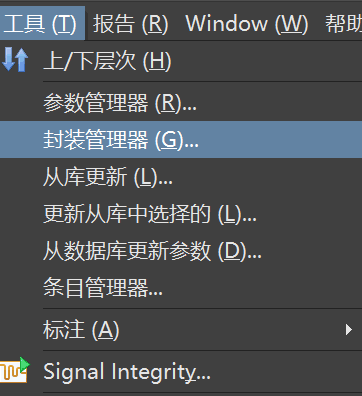 工具 (T) 报告 (R) Window (W) 帮助
上/下层次 (H)
参数管理器 (R)...
封装管理器 (G)...
从库更新 (L)...
更新从库中选择的 (L)...
从数据库更新参数 (D)...
条目管理器...
标注 (A)
Signal Integrity...